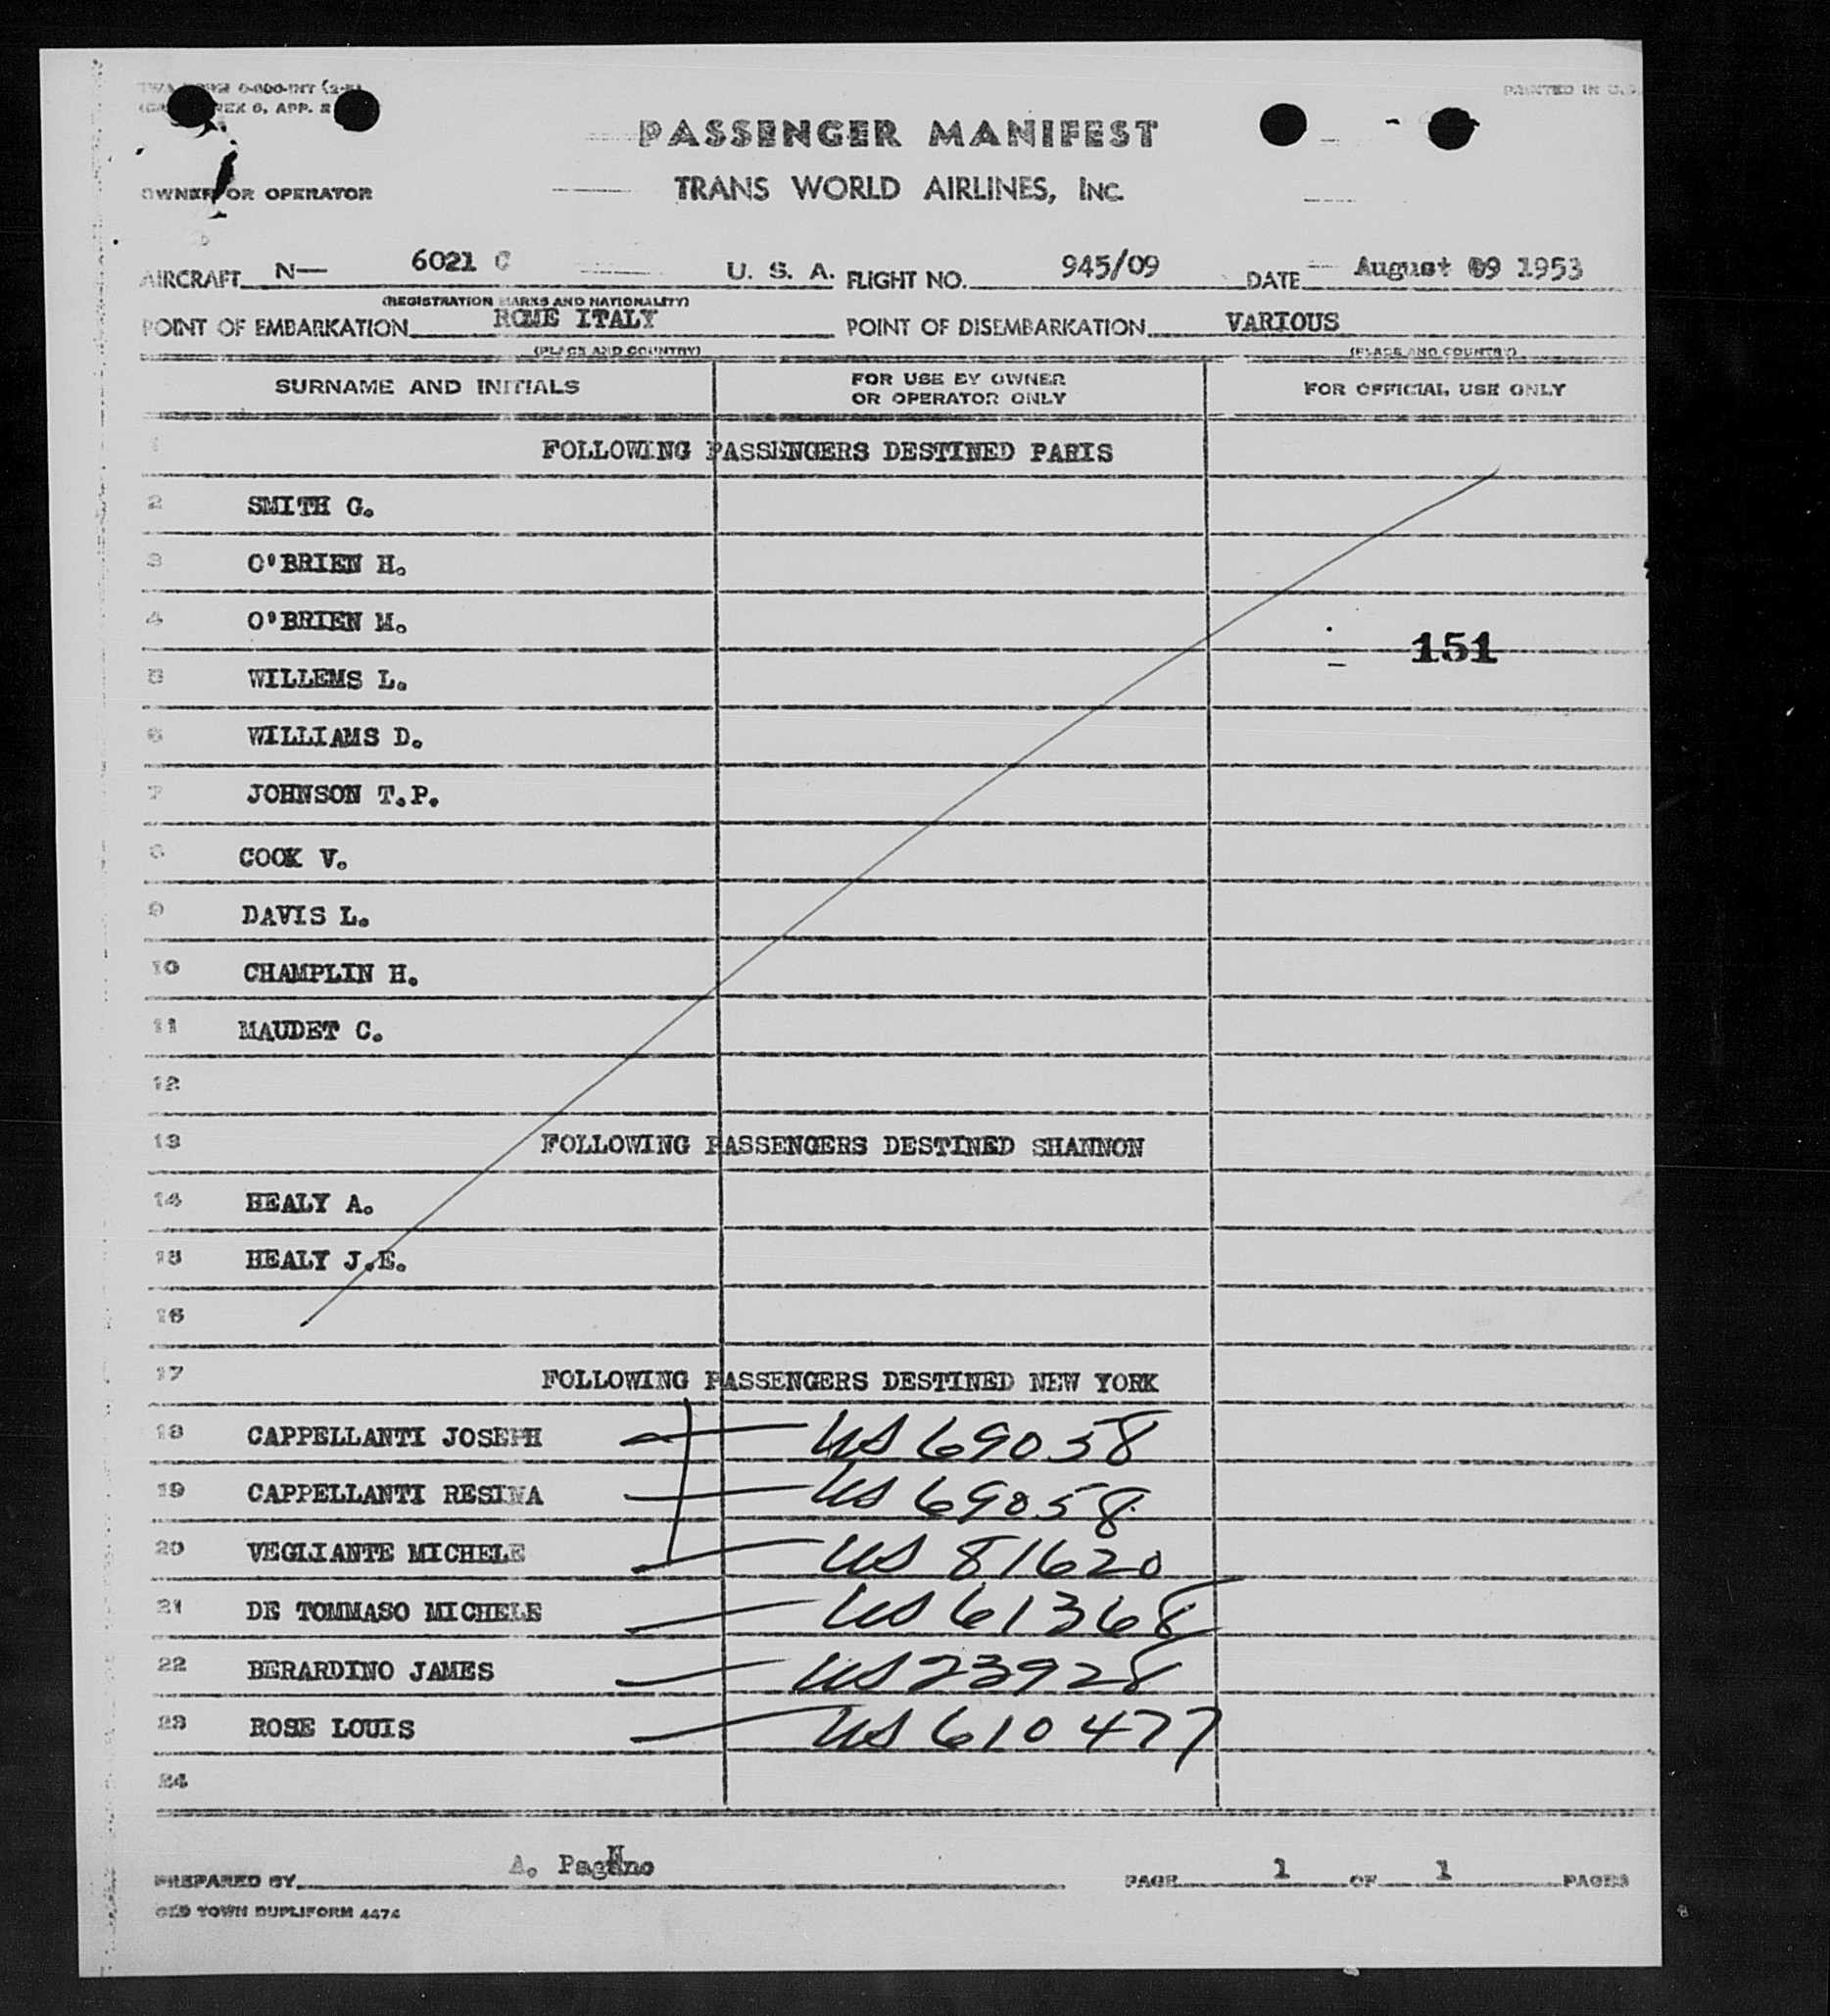 PRINTED IN U.S.
EX 6, APP.
PASSENGER MANIFEST
OWNER OR OPERATOR
TRANS WORLD AIRLINES, INC.
AIRCRAFT N— 6021 C U. S. A. FLIGHT NO. 945/09 DATE August 09 1953
(REGISTRATION MARKS AND NATIONALITY)
POINT OF EMBARKATION ROME ITALY POINT OF DISEMBARKATION VARIOUS
(PLACE AND COUNTRY) (PLACE AND COUNTRY)
SURNAME AND INITIALS FOR USE BY OWNER OR OPERATOR ONLY FOR OFFICIAL USE ONLY
1 FOLLOWING PASSENGERS DESTINED PARIS
2 SMITH G.
3 O'BRIEN H.
4 O'BRIEN M.
151
5 WILLEMS L.
6 WILLIAMS D.
7 JOHNSON T.P.
8 COOK V.
9 DAVIS L.
10 CHAMPLIN H.
11 MAUDET C.
12
13 FOLLOWING PASSENGERS DESTINED SHANNON
14 HEALY A.
15 HEALY J.E.
16
17 FOLLOWING PASSENGERS DESTINED NEW YORK
18 CAPPELLANTI JOSEPH — US 69058
19 CAPPELLANTI RESINA — US 69058
20 VEGLIANTE MICHELE — US 81620
21 DE TOMMASO MICHELE — US 61368
22 BERARDINO JAMES — US 23928
23 ROSE LOUIS — US 610477
24
PREPARED BY A. Pagano PAGE 1 OF 1 PAGES
OLD TOWN DUPLIFORM 4474